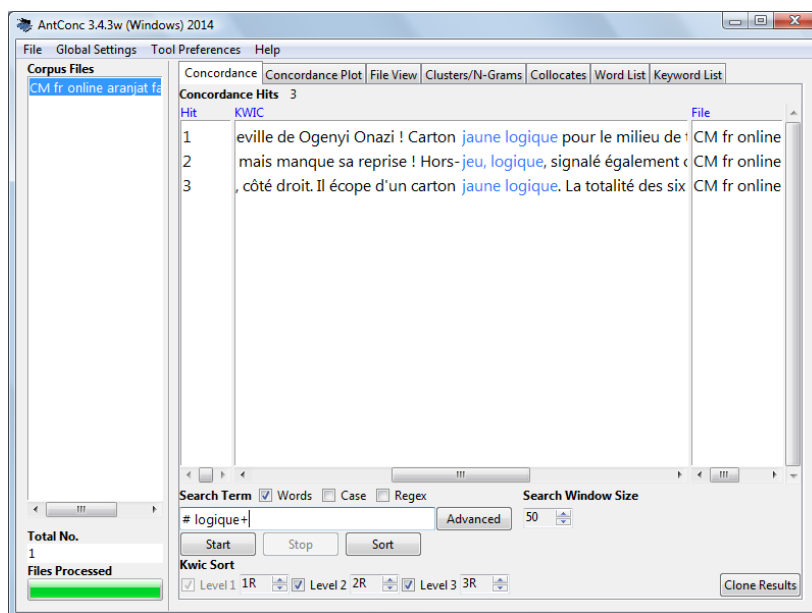 AntConc 3.4.3w (Windows) 2014
File Global Settings Tool Preferences Help
Corpus Files
CM fr online aranjat fa
Concordance Concordance Plot File View Clusters/N-Grams Collocates Word List Keyword List
Concordance Hits 3
Hit KWIC File
1 eville de Ogenyi Onazi ! Carton jaune logique pour le milieu de CM fr online
2 mais manque sa reprise ! Hors-jeu, logique, signalé également CM fr online
3 , côté droit. Il écope d'un carton jaune logique. La totalité des six CM fr online
Search Term Words Case Regex Search Window Size
# logique+ Advanced 50
Total No.
1
Start Stop Sort
Files Processed
Kwic Sort
Level 1 1R Level 2 2R Level 3 3R Clone Results